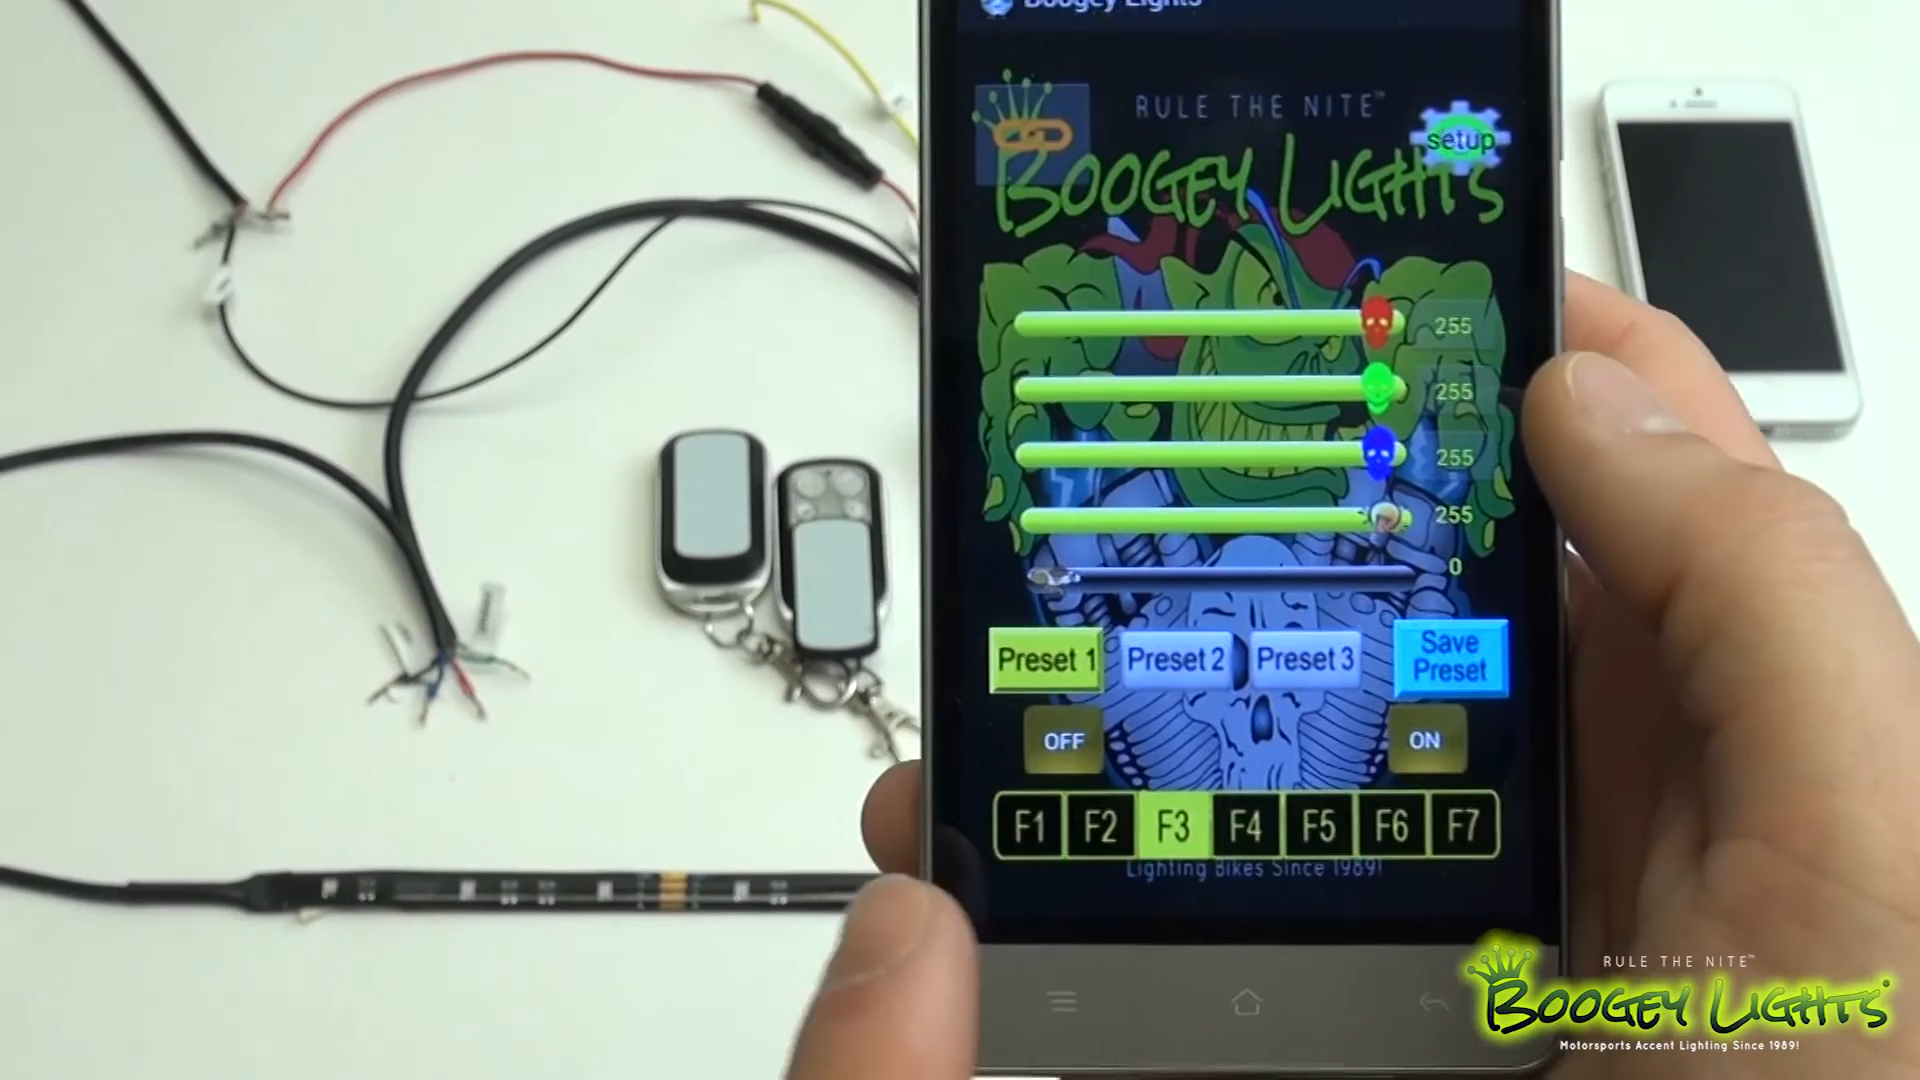 Boogey Lights
RULE THE NITE™
BOOGEY LIGHTS
setup
255
255
255
255
0
Preset 1
Preset 2
Preset 3
Save
Preset
OFF
ON
F1
F2
F3
F4
F5
F6
F7
Lighting Bikes Since 1989!
RULE THE NITE™
BOOGEY LIGHTS®
Motorsports Accent Lighting Since 1989!